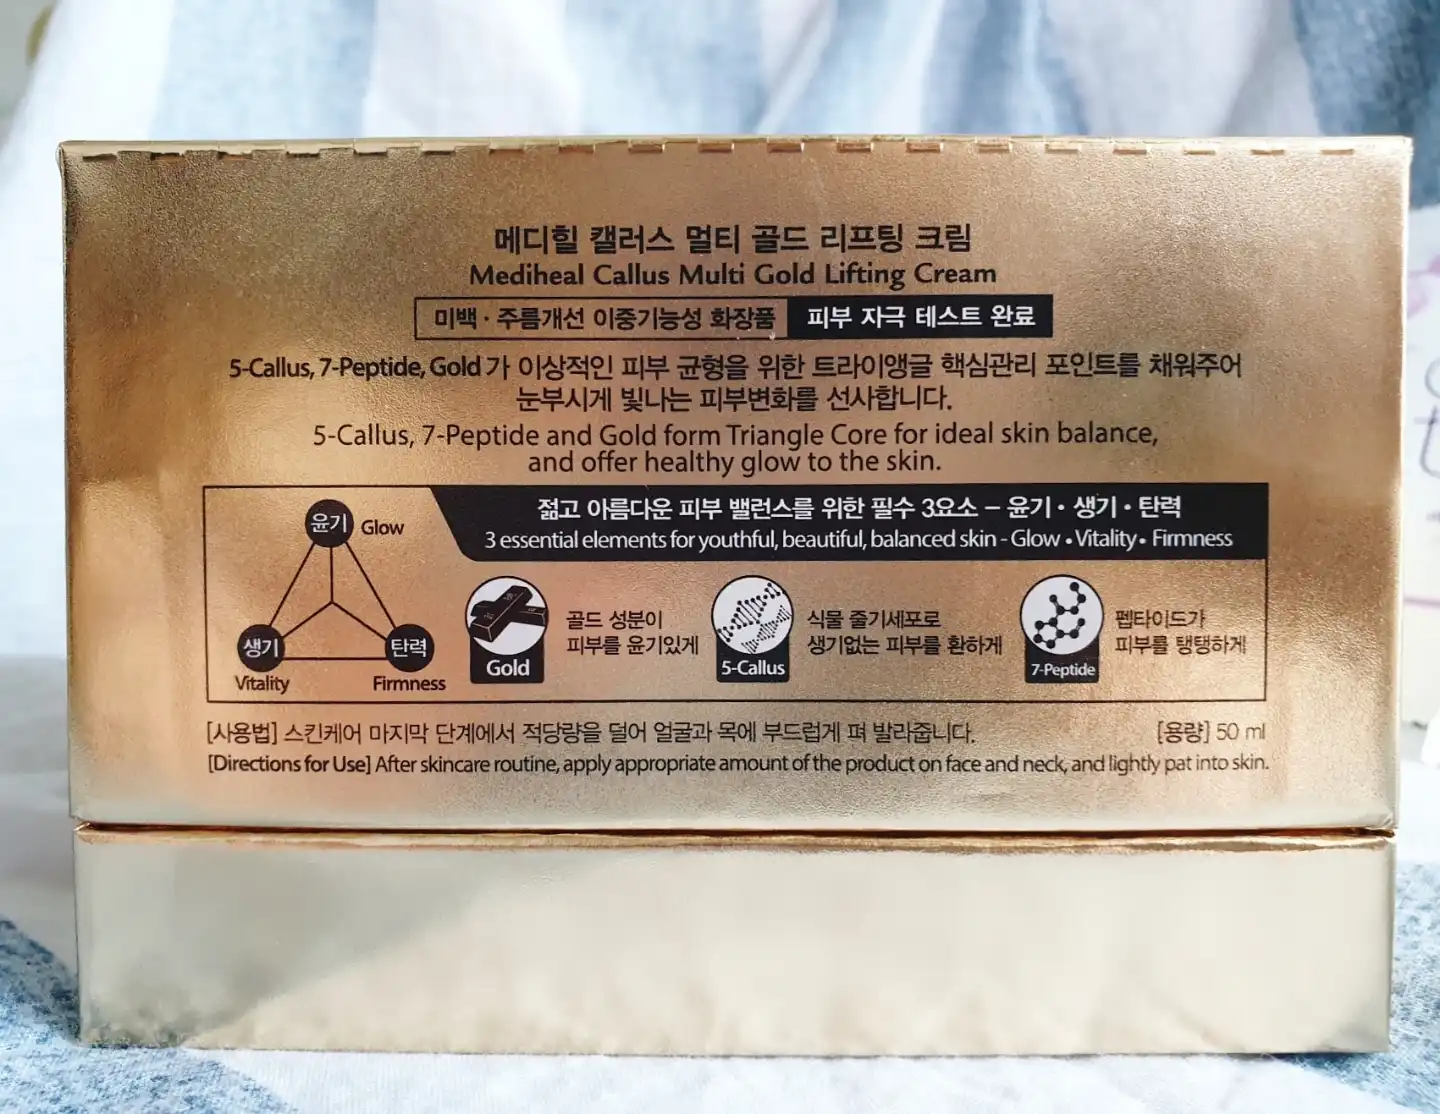 메디힐 캘러스 멀티 골드 리프팅 크림
Mediheal Callus Multi Gold Lifting Cream
미백 · 주름개선 이중기능성 화장품 피부 자극 테스트 완료
5-Callus, 7-Peptide, Gold 가 이상적인 피부 균형을 위한 트라이앵글 핵심관리 포인트를 채워주어
눈부시게 빛나는 피부변화를 선사합니다.
5-Callus, 7-Peptide and Gold form Triangle Core for ideal skin balance,
and offer healthy glow to the skin.
젊고 아름다운 피부 밸런스를 위한 필수 3요소 – 윤기 · 생기 · 탄력
3 essential elements for youthful, beautiful, balanced skin - Glow • Vitality • Firmness
윤기 Glow
생기
Vitality
탄력
Firmness
Gold
골드 성분이
피부를 윤기있게
5-Callus
식물 줄기세포로
생기없는 피부를 환하게
7-Peptide
펩타이드가
피부를 탱탱하게
[사용법] 스킨케어 마지막 단계에서 적당량을 덜어 얼굴과 목에 부드럽게 펴 발라줍니다. [용량] 50 ml
[Directions for Use] After skincare routine, apply appropriate amount of the product on face and neck, and lightly pat into skin.